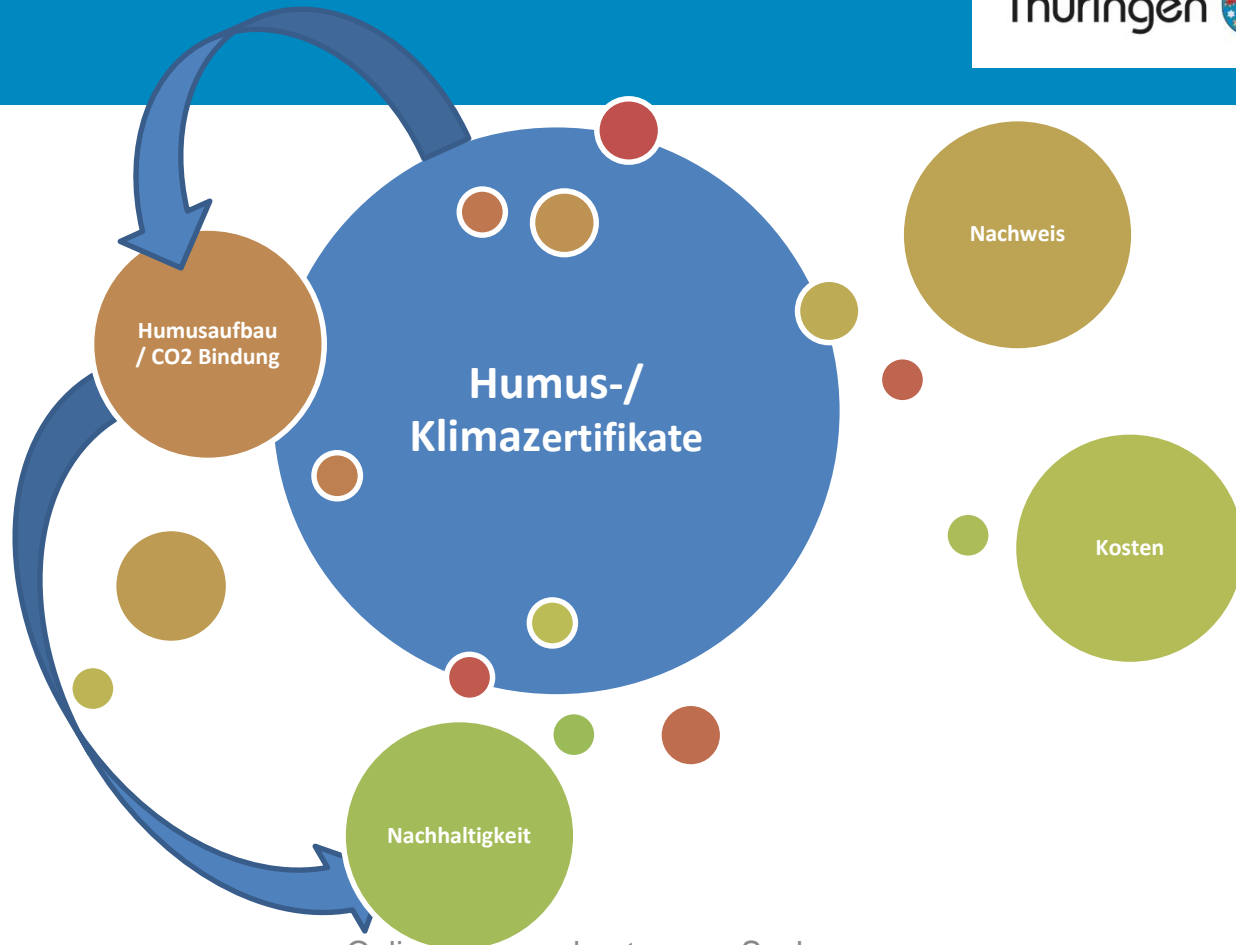 Thüringen
Nachweis
Humusaufbau
/ CO2 Bindung
Humus-/
Klimazertifikate
Kosten
Nachhaltigkeit